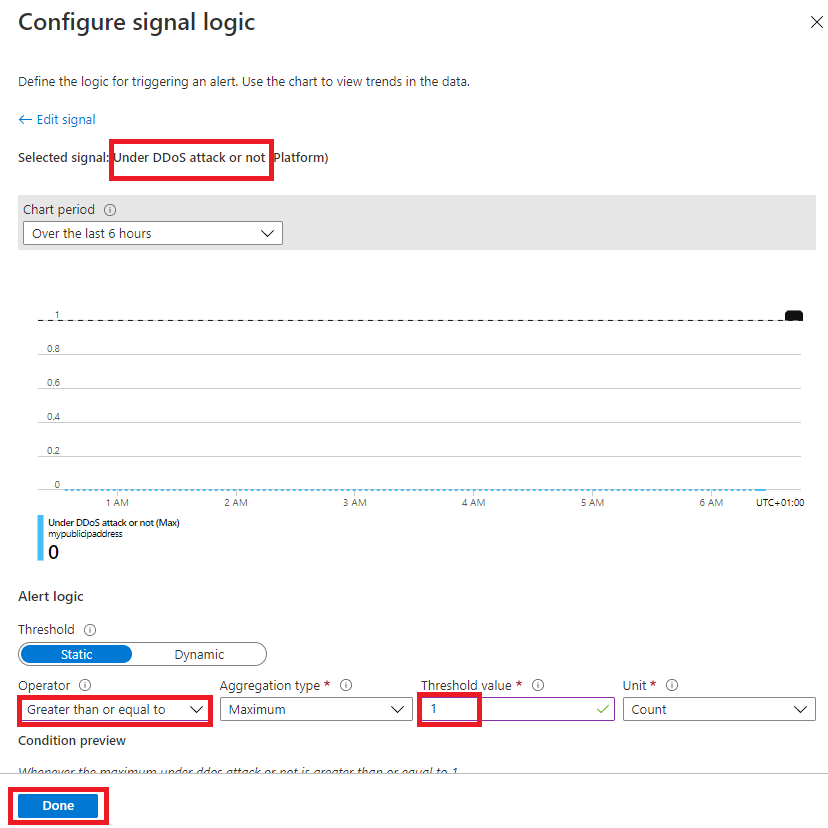 Configure signal logic
Define the logic for triggering an alert. Use the chart to view trends in the data.
← Edit signal
Selected signal: Under DDoS attack or not Platform)
Chart period
Over the last 6 hours
1
0.8
0.6
0.4
0.2
0
1 AM 2 AM 3 AM 4 AM 5 AM 6 AM UTC+01:00
Under DDoS attack or not (Max)
mypublicipaddress
0
Alert logic
Threshold
Static Dynamic
Operator Aggregation type * Threshold value * Unit *
Greater than or equal to Maximum 1 Count
Condition preview
Whenever the maximum under ddos attack or not is greater than or equal to 1
Done